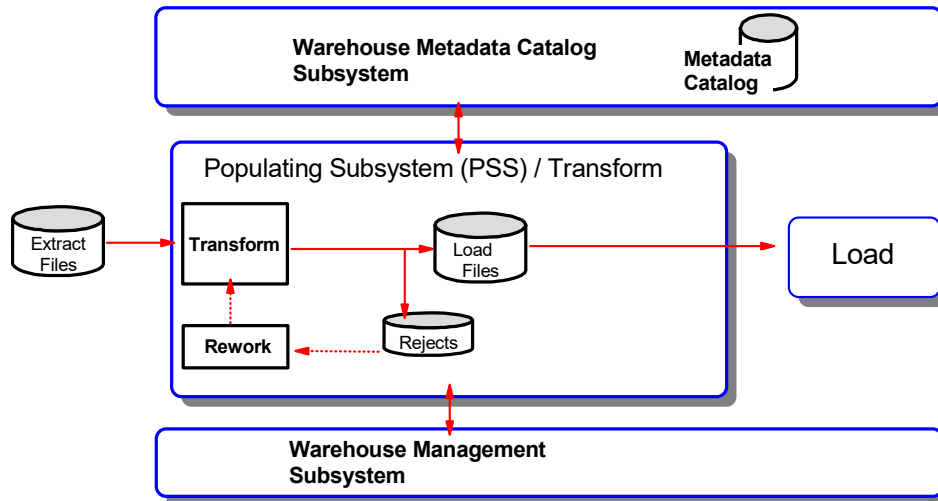 Warehouse Metadata Catalog
Subsystem
Metadata
Catalog
Populating Subsystem (PSS) / Transform
Extract
Files
Transform
Load
Files
Load
Rework
Rejects
Warehouse Management
Subsystem